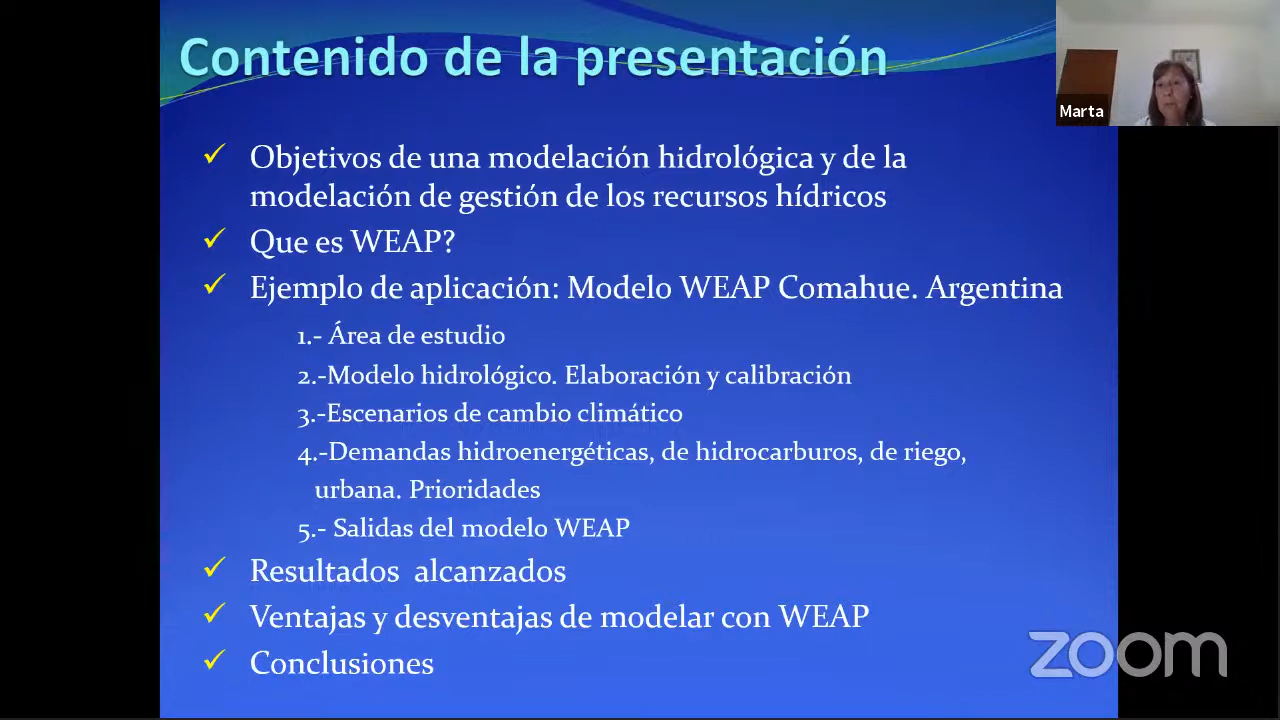 Contenido de la presentación
Marta
✓ Objetivos de una modelación hidrológica y de la
modelación de gestión de los recursos hídricos
✓ Que es WEAP?
✓ Ejemplo de aplicación: Modelo WEAP Comahue. Argentina
1.- Área de estudio
2.-Modelo hidrológico. Elaboración y calibración
3.-Escenarios de cambio climático
4.-Demandas hidroenergéticas, de hidrocarburos, de riego,
urbana. Prioridades
5.- Salidas del modelo WEAP
✓ Resultados  alcanzados
✓ Ventajas y desventajas de modelar con WEAP
✓ Conclusiones
zoom